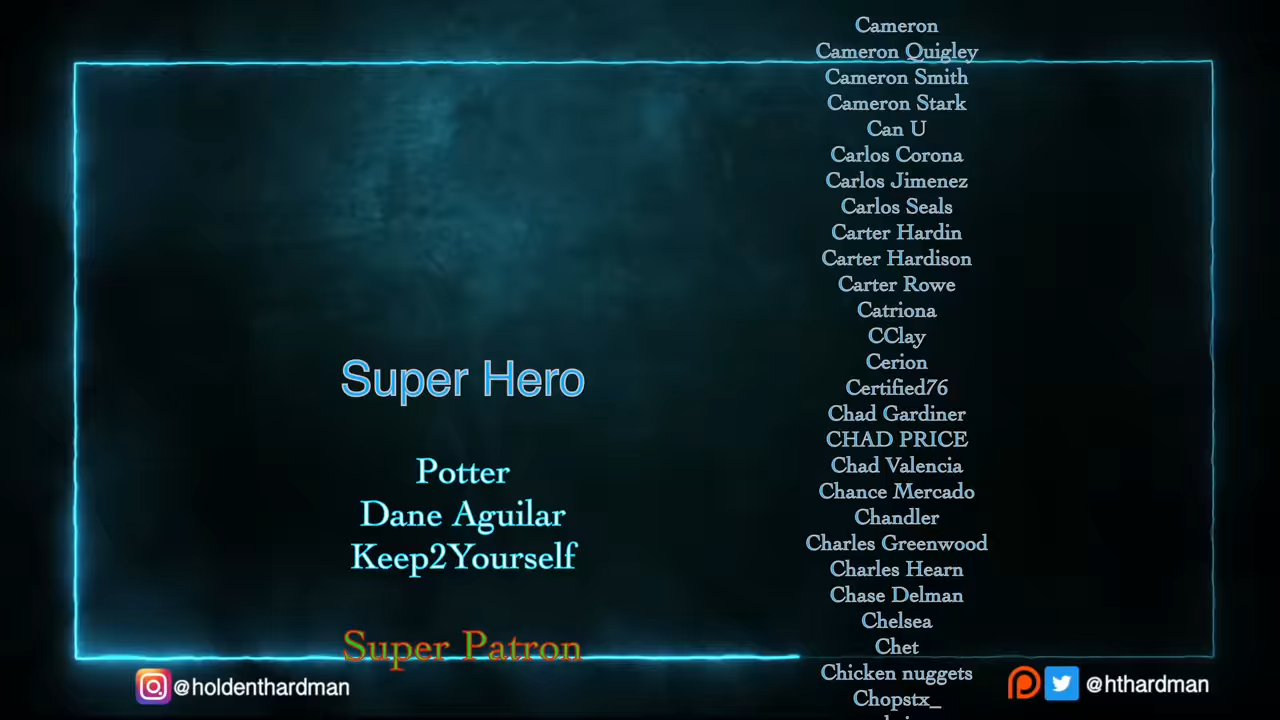 Super Hero
Potter
Dane Aguilar
Keep2Yourself
Super Patron
@holdenthardman
Cameron
Cameron Quigley
Cameron Smith
Cameron Stark
Can U
Carlos Corona
Carlos Jimenez
Carlos Seals
Carter Hardin
Carter Hardison
Carter Rowe
Catriona
CClay
Cerion
Certified76
Chad Gardiner
CHAD PRICE
Chad Valencia
Chance Mercado
Chandler
Charles Greenwood
Charles Hearn
Chase Delman
Chelsea
Chet
Chicken nuggets
Chopstx_
@hthardman